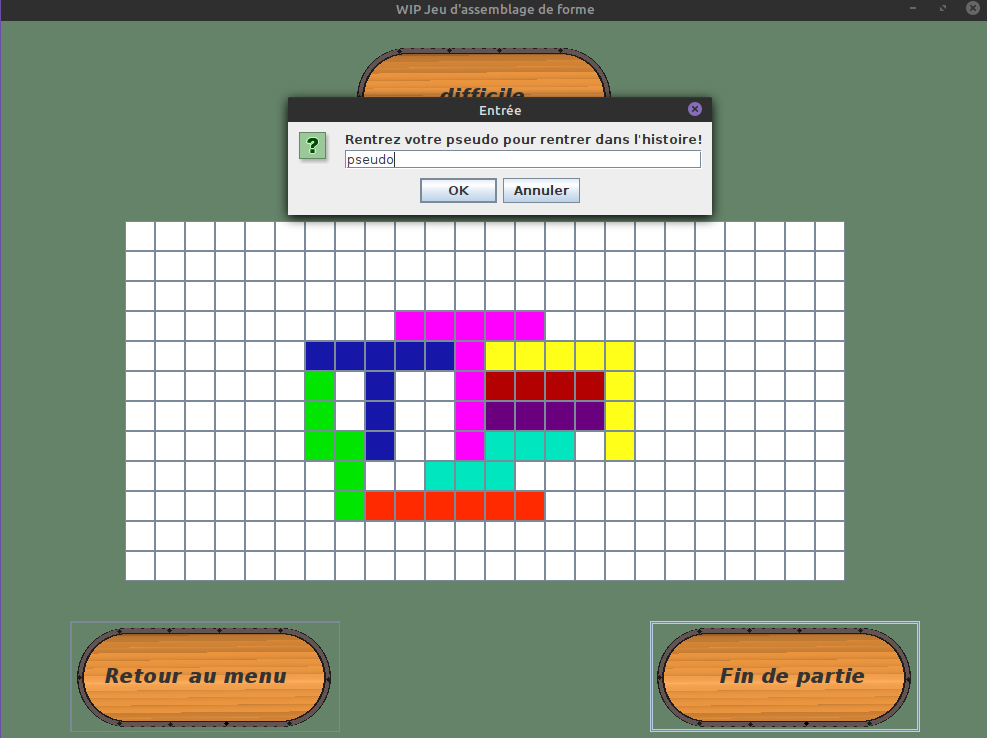 WIP Jeu d'assemblage de forme
difficile
Entrée
?
Rentrez votre pseudo pour rentrer dans l'histoire!
pseudo
OK Annuler
Retour au menu Fin de partie